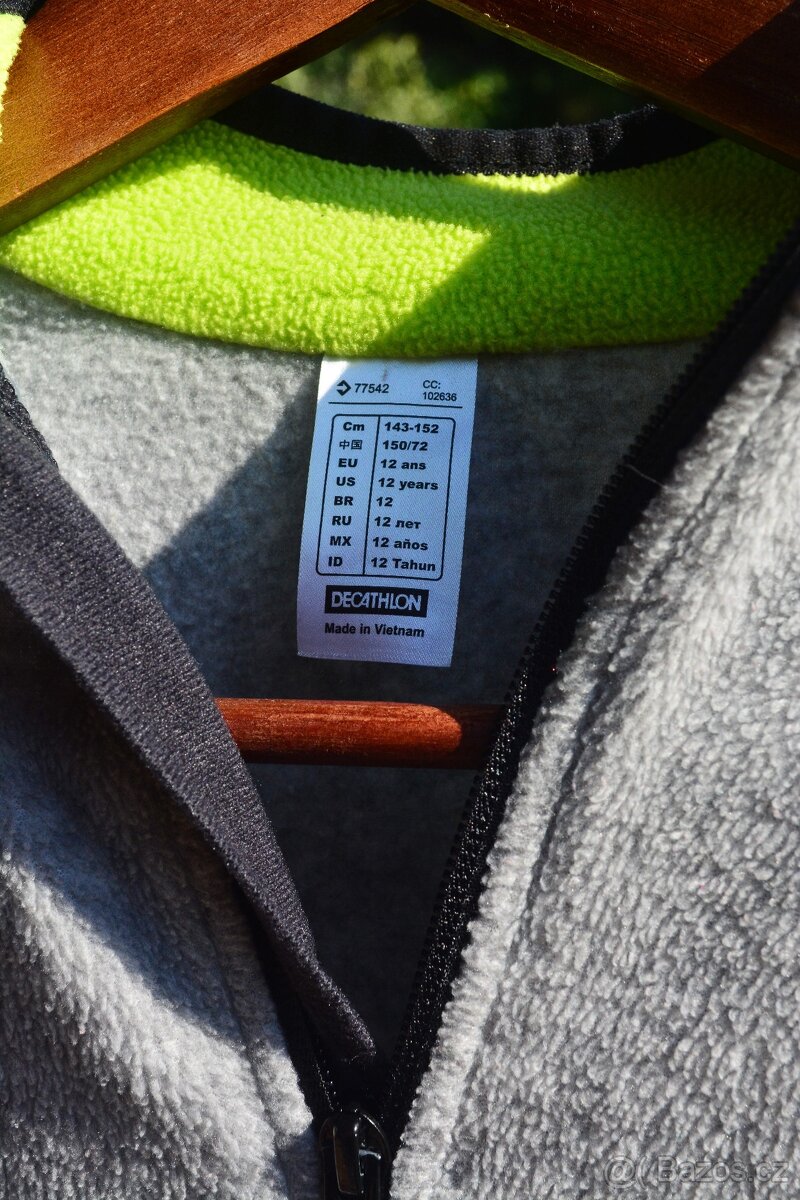 77542 CC: 102636
Cm 143-152
中国 150/72
EU 12 ans
US 12 years
BR 12
RU 12 лет
MX 12 años
ID 12 Tahun
DECATHLON
Made in Vietnam
© Bazos.cz